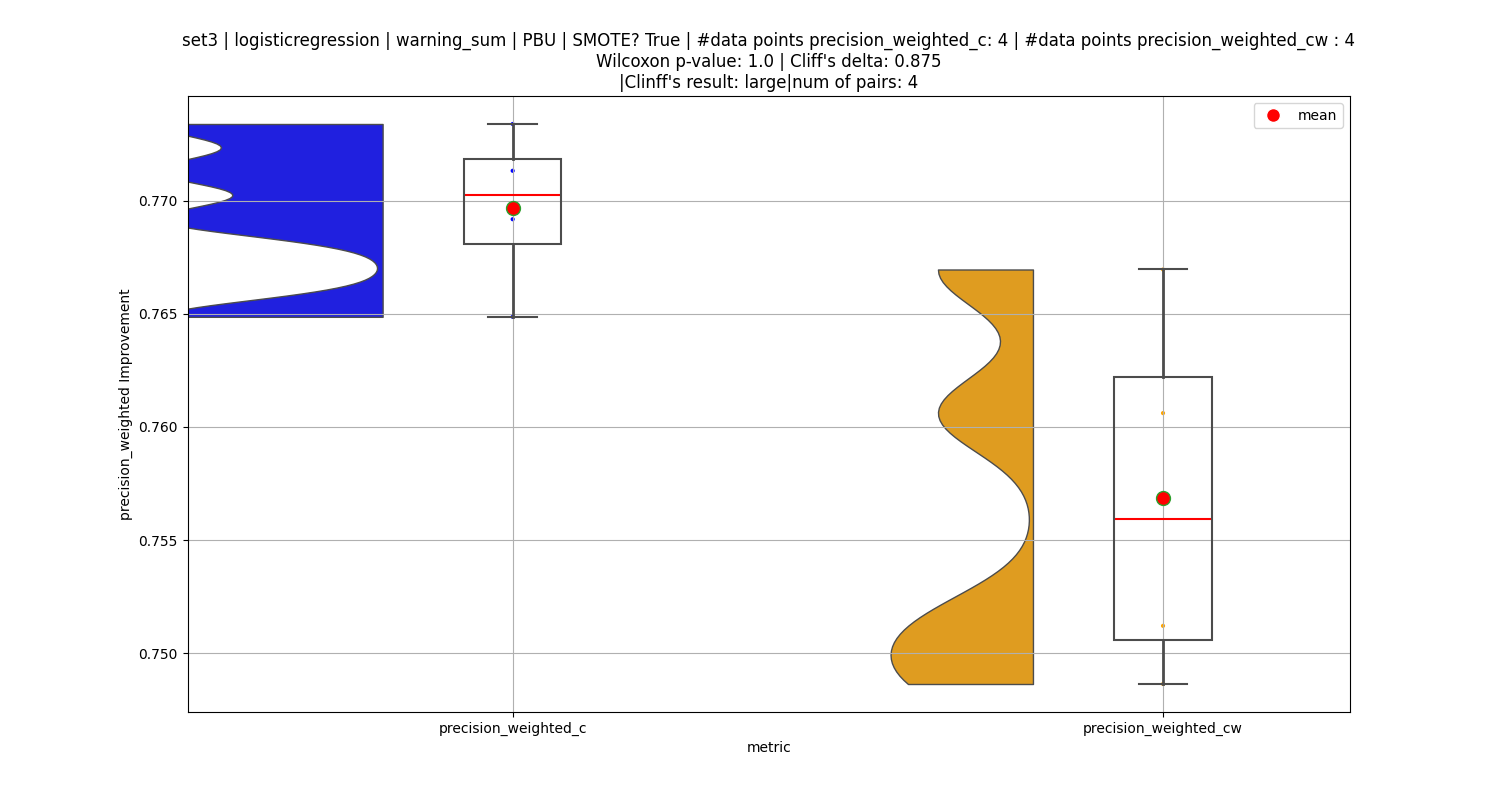 set3 | logisticregression | warning_sum | PBU | SMOTE? True | #data points precision_weighted_c: 4 | #data points precision_weighted_cw : 4
Wilcoxon p-value: 1.0 | Cliff's delta: 0.875
|Clinff's result: large|num of pairs: 4
mean
0.770
0.765
0.760
0.755
0.750
precision_weighted Improvement
precision_weighted_c
precision_weighted_cw
metric